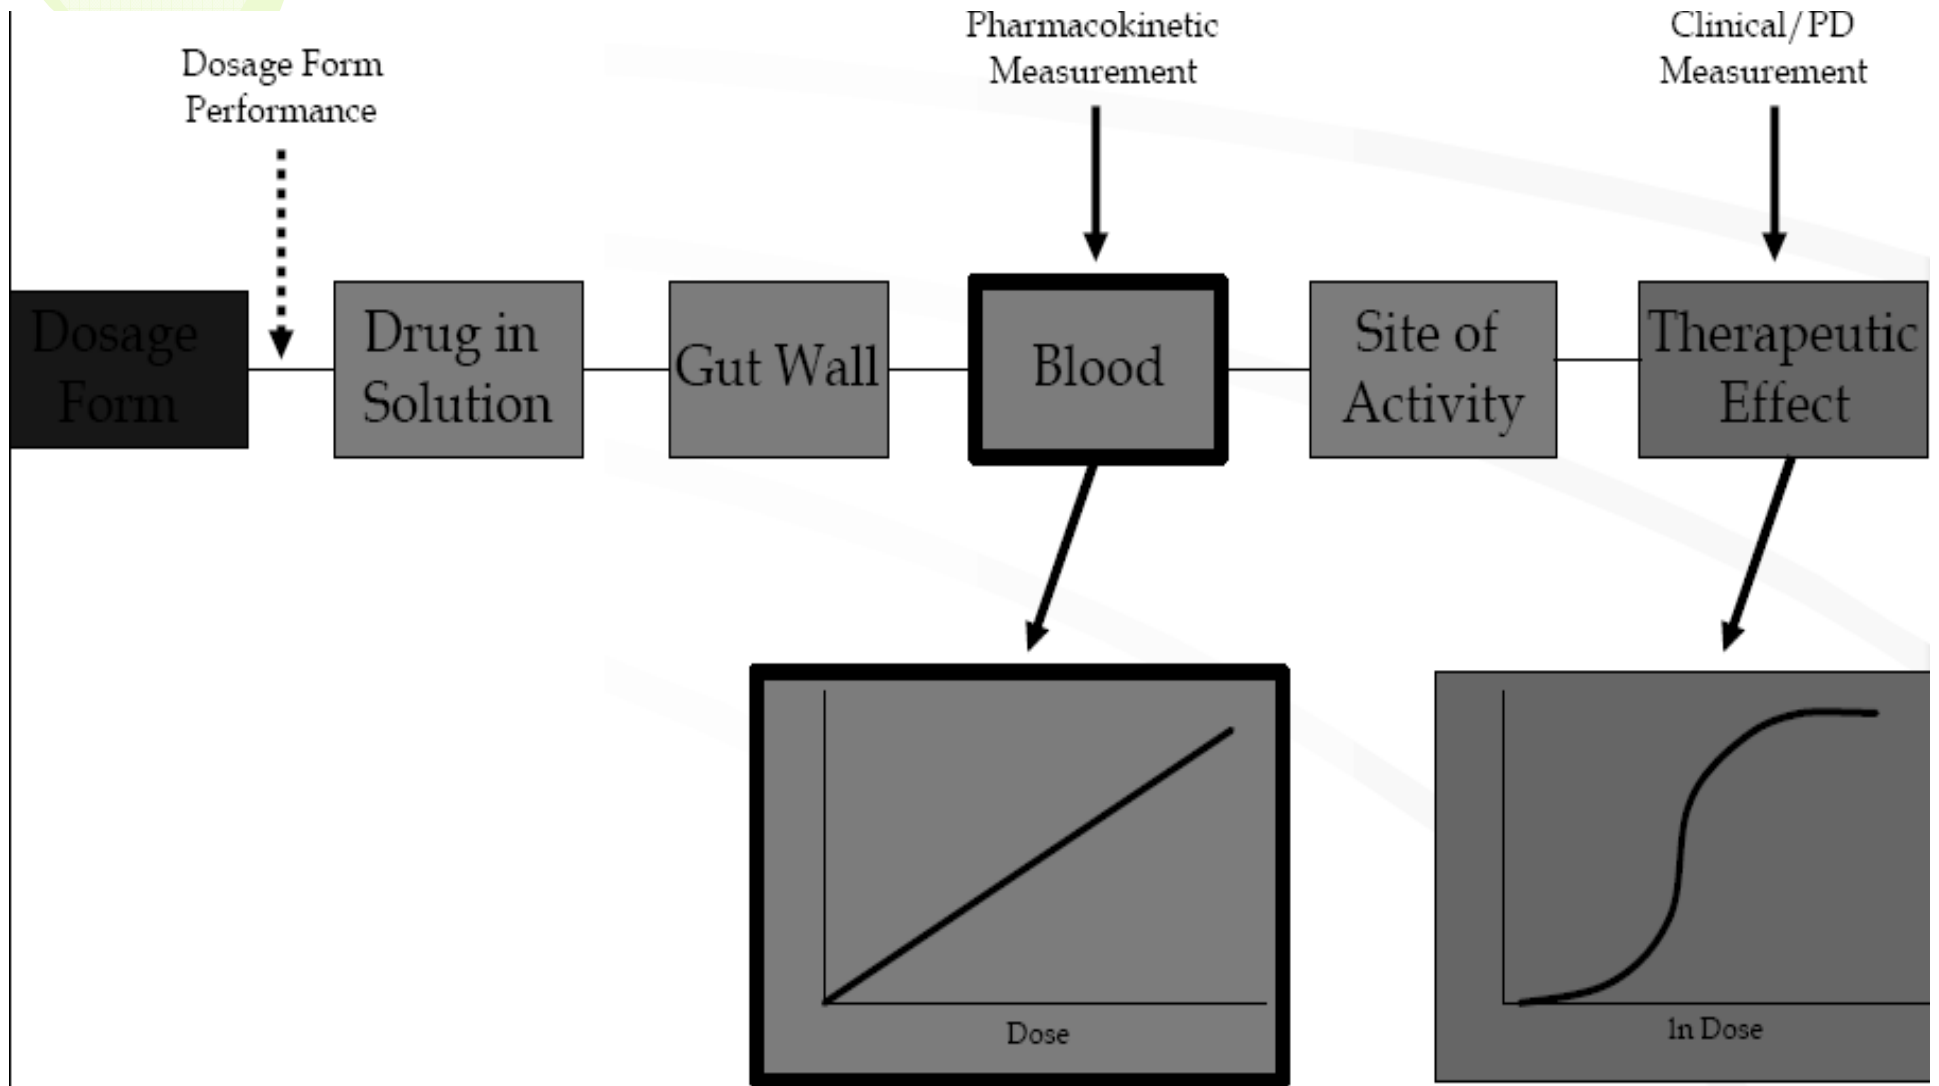 Dosage Form
Performance
Pharmacokinetic
Measurement
Clinical/PD
Measurement
Dosage
Form
Drug in
Solution
Gut Wall
Blood
Site of
Activity
Therapeutic
Effect
Dose
ln Dose